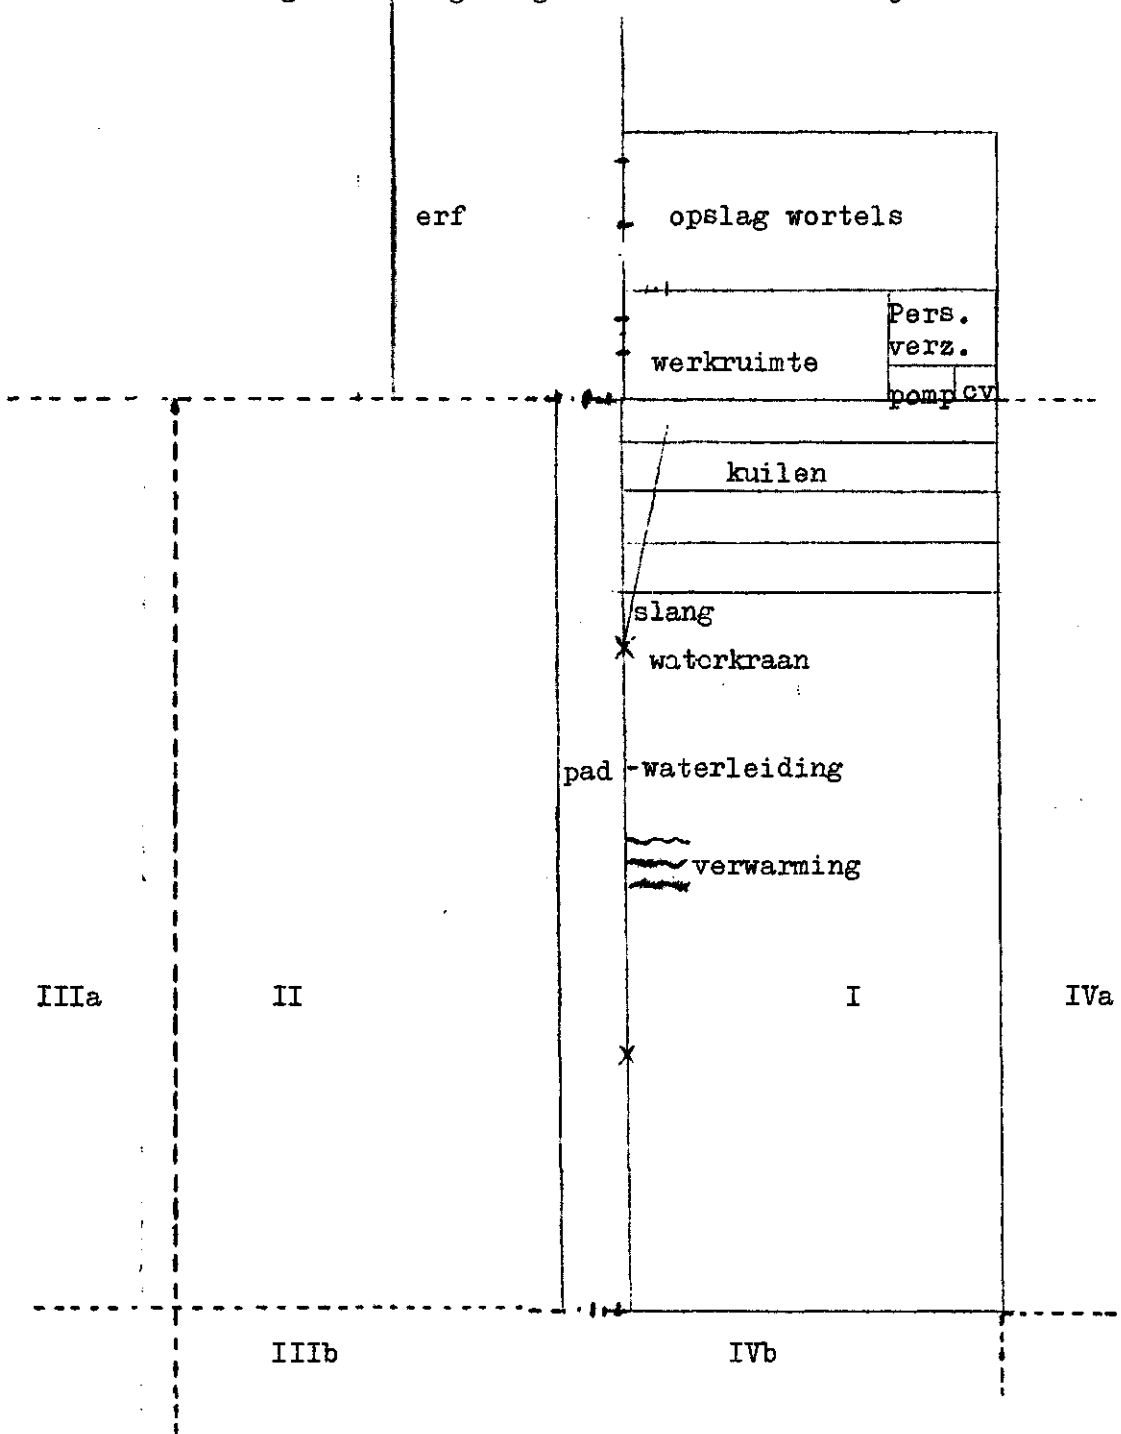 erf
opslag wortels
Pers.
verz.
werkruimte
pomp
cv
kuilen
slang
waterkraan
pad
waterleiding
verwarming
IIIa
II
I
IVa
IIIb
IVb